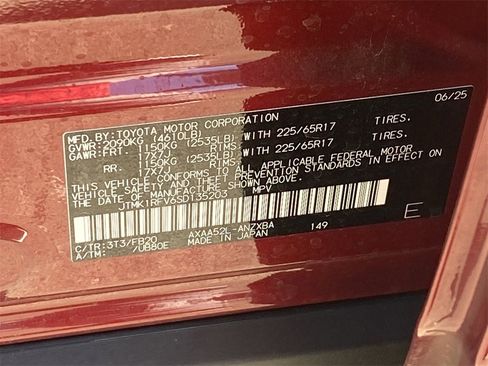 MFD.BY:TOYOTA MOTOR CORPORATION 06/25
GVWR:2090KG (4610LB)
GAWR:FRT. 1150KG (2535LB) WITH 225/65R17 TIRES.
17X7J RIMS
RR. 1150KG (2535LB) WITH 225/65R17 TIRES.
17X7J RIMS
THIS VEHICLE CONFORMS TO ALL APPLICABLE FEDERAL MOTOR
VEHICLE SAFETY STANDARDS IN EFFECT ON
THE DATE OF MANUFACTURE SHOWN ABOVE.
JTMK1RFV6SD135203 MPV
E
C/TR:3T3/FB20 AXAA52L-ANZXBA 149
A/TM: /UB80E MADE IN JAPAN